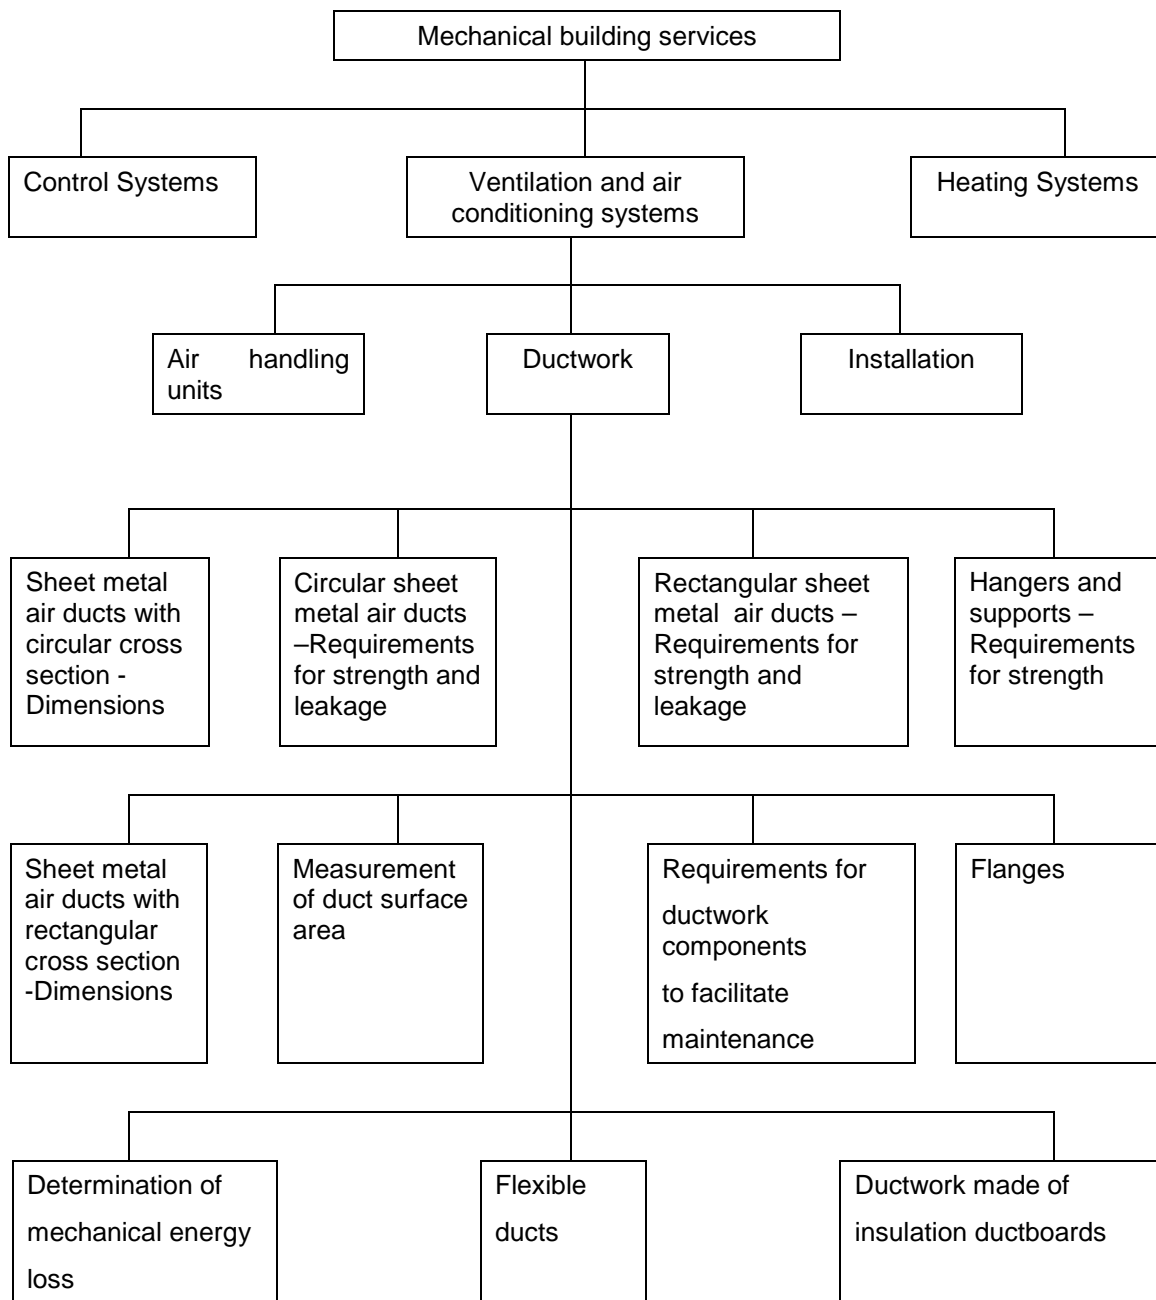 Mechanical building services
Control Systems
Ventilation and air
conditioning systems
Heating Systems
Air handling
units
Ductwork
Installation
Sheet metal
air ducts with
circular cross
section -
Dimensions
Circular sheet
metal air ducts
–Requirements
for strength and
leakage
Rectangular sheet
metal air ducts –
Requirements for
strength and
leakage
Hangers and
supports –
Requirements
for strength
Sheet metal
air ducts with
rectangular
cross section
-Dimensions
Measurement
of duct surface
area
Requirements for
ductwork
components
to facilitate
maintenance
Flanges
Determination of
mechanical energy
loss
Flexible
ducts
Ductwork made of
insulation ductboards